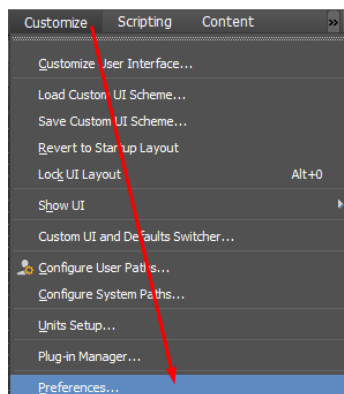 Customize Scripting Content »
Customize User Interface...
Load Custom UI Scheme...
Save Custom UI Scheme...
Revert to Startup Layout
Lock UI Layout Alt+0
Show UI
Custom UI and Defaults Switcher...
Configure User Paths...
Configure System Paths...
Units Setup...
Plug-in Manager...
Preferences...